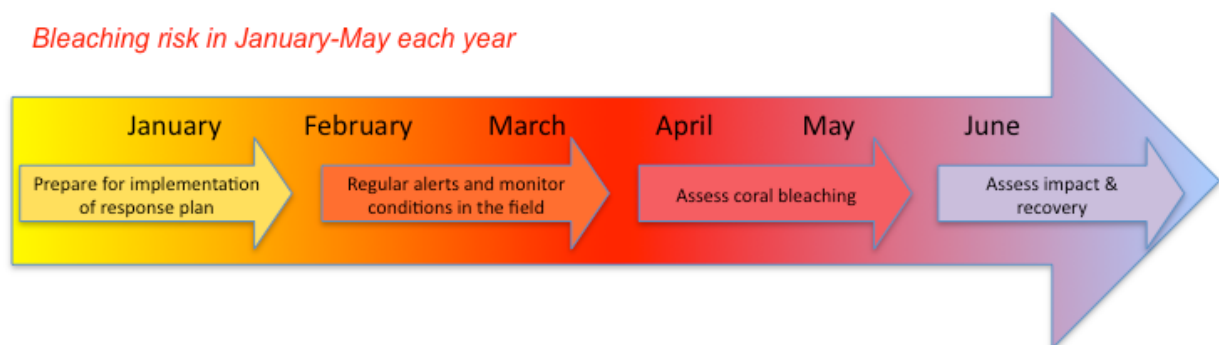 Bleaching risk in January-May each year
January February March April May June
Prepare for implementation
of response plan
Regular alerts and monitor
conditions in the field
Assess coral bleaching
Assess impact &
recovery